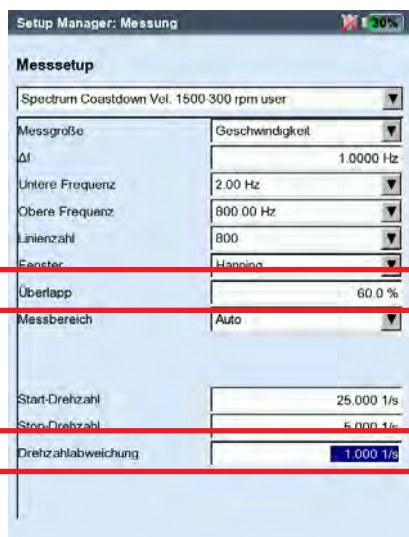 Setup Manager: Messung 30%
Messsetup
Spectrum Coastdown Vel. 1500-300 rpm user
Messgröße Geschwindigkeit
Δf 1.0000 Hz
Untere Frequenz 2.00 Hz
Obere Frequenz 800.00 Hz
Linienzahl 800
Fenster Hanning
Überlapp 60.0 %
Messbereich Auto
Start-Drehzahl 25.000 1/s
Stop-Drehzahl 5.000 1/s
Drehzahlabweichung 1.000 1/s